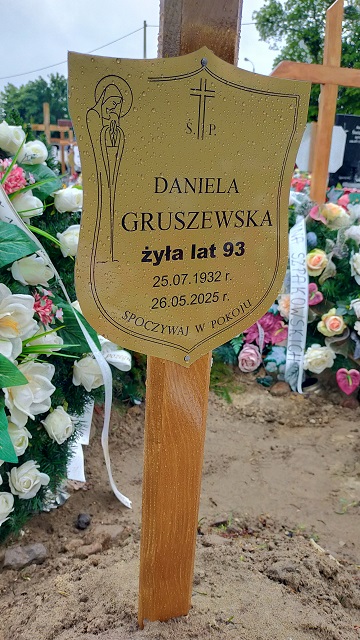 Ś. P.
DANIELA
GRUSZEWSKA
żyła lat 93
25.07.1932 r.
26.05.2025 r.
SPOCZYWAJ W POKOJU